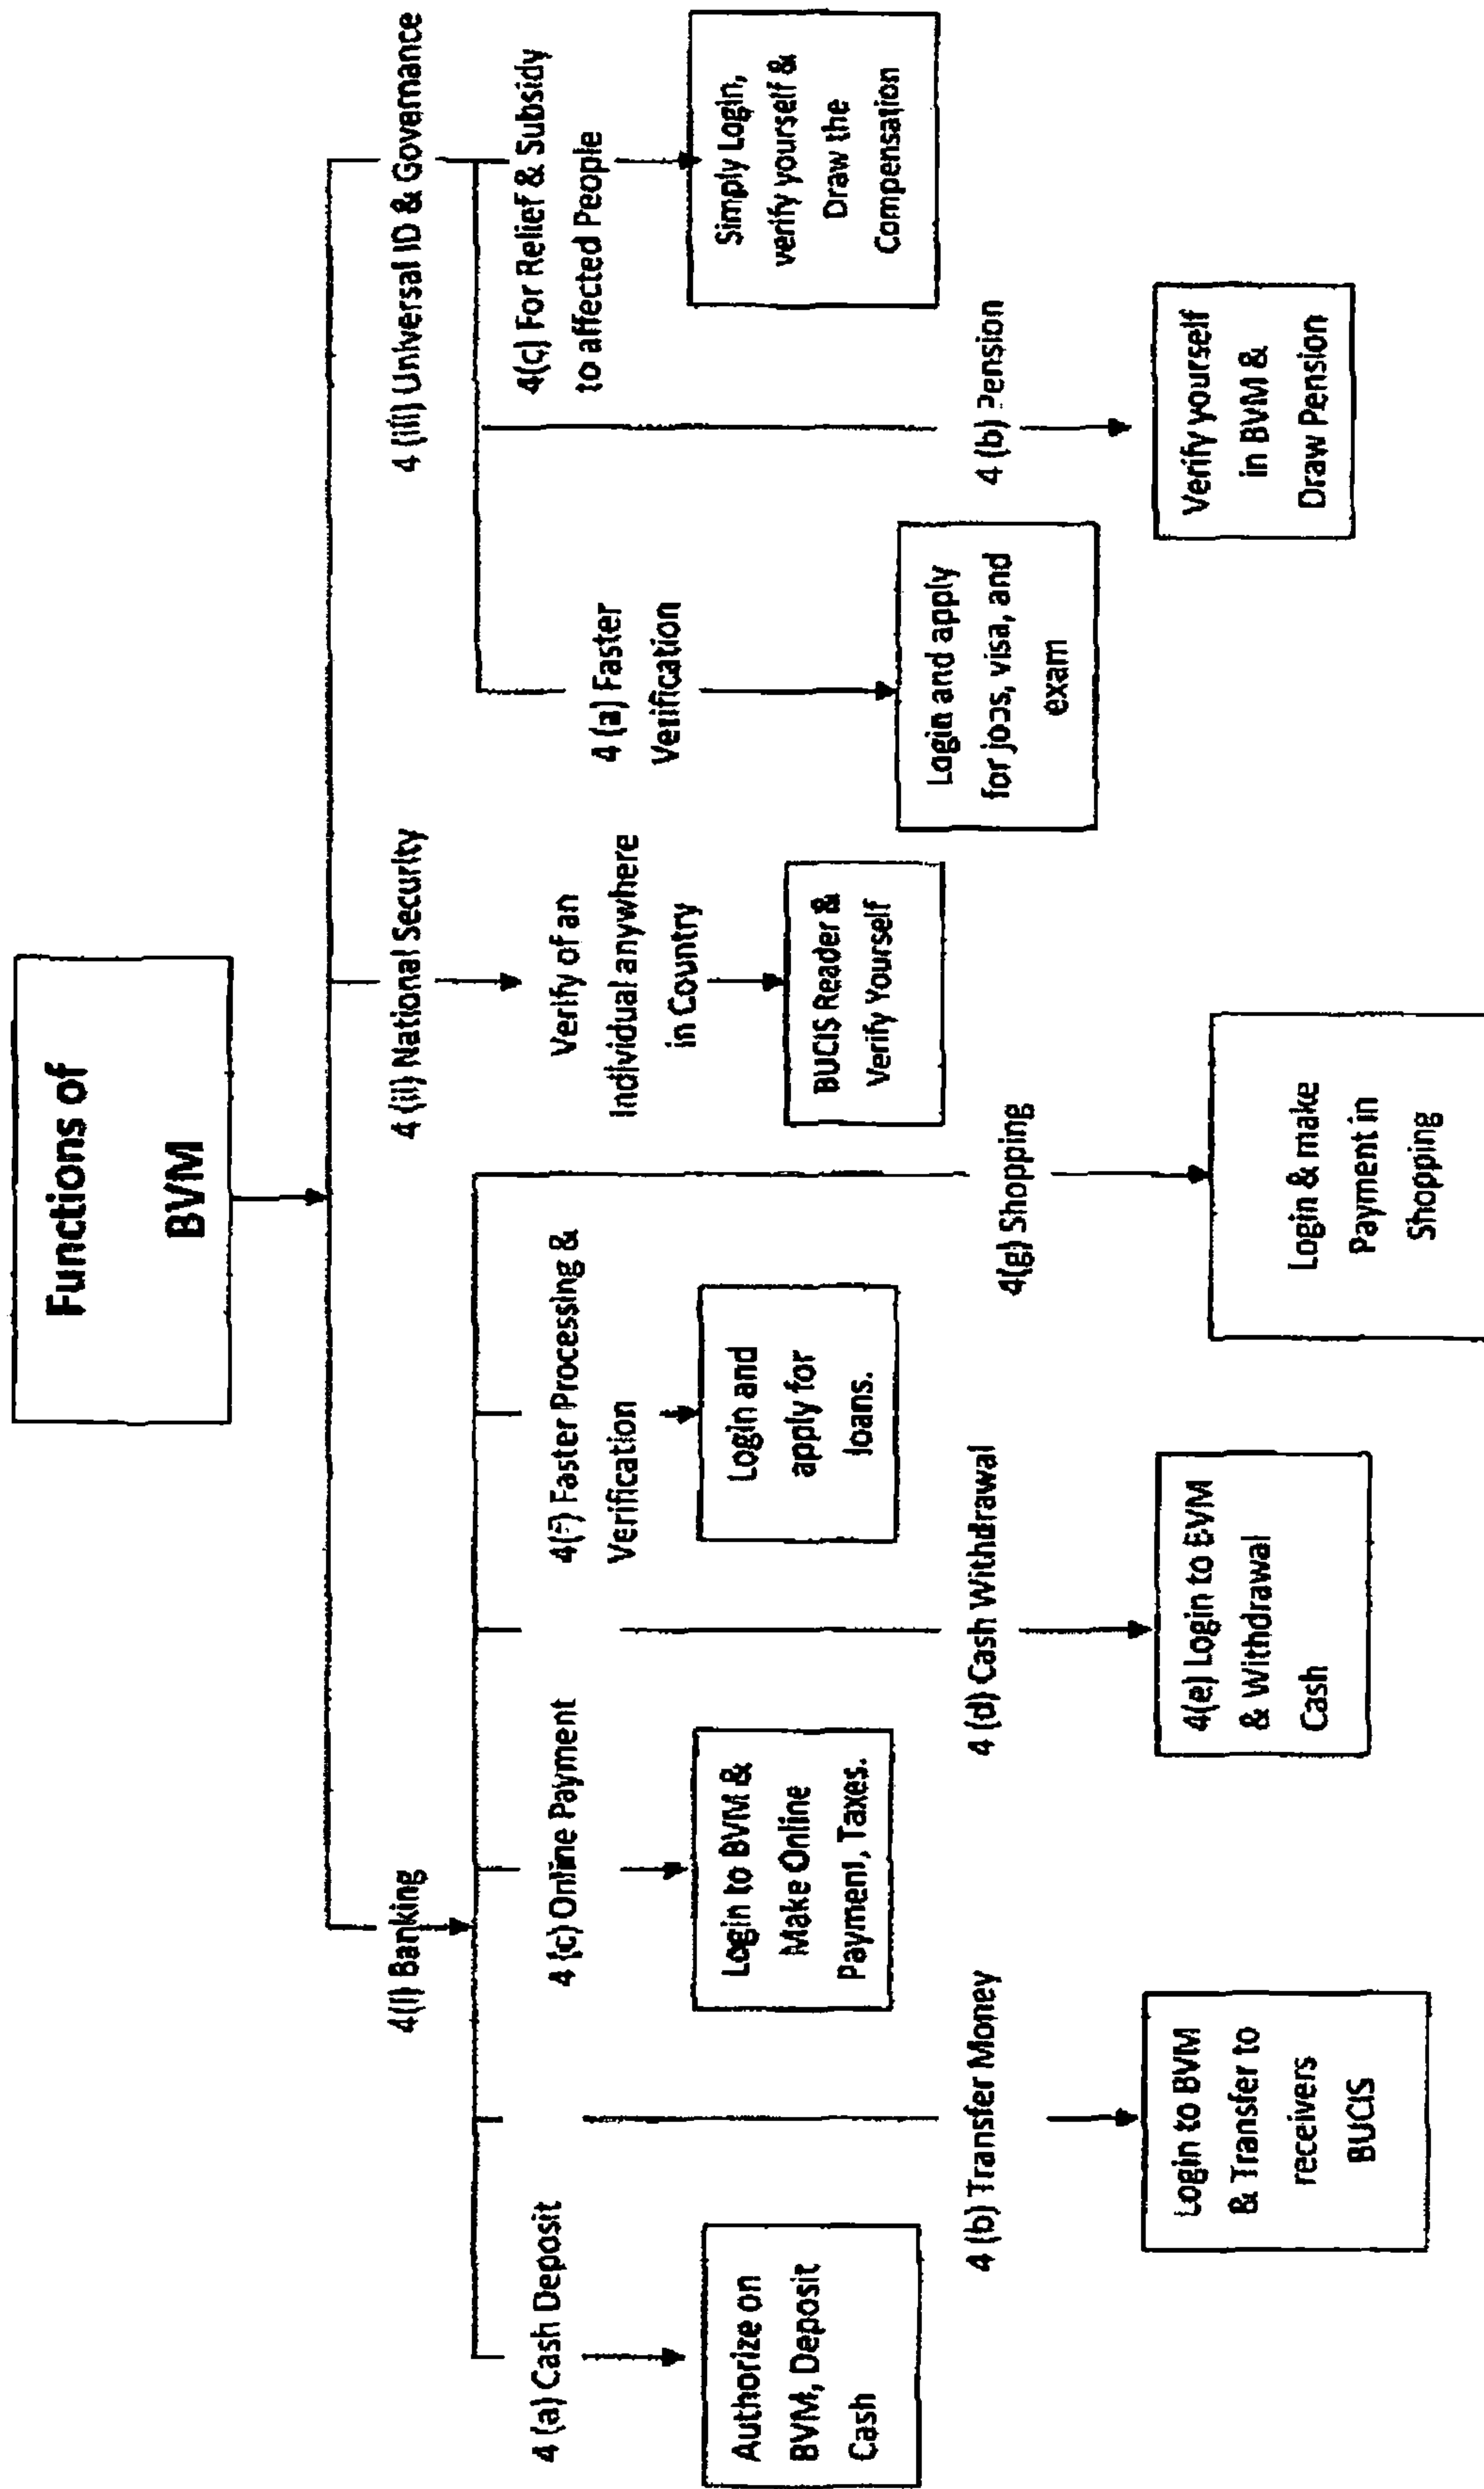 Functions of
BVM
4(i) Banking
4 (ii) National Security
4 (iii) Universal ID & Governance
4 (a) Cash Deposit
Authorize on
BVM, Deposit
Cash
4 (b) Transfer Money
Login to BVM
& Transfer to
receivers
BUCIS
4 (c) Online Payment
Login to BVM &
Make Online
Payment, Taxes.
4 (d) Cash Withdrawal
4(e) Login to BVM
& Withdrawal
Cash
4(f) Faster Processing &
Verification
Login and
apply for
loans.
4(g) Shopping
Login & make
Payment in
Shopping
Verify of an
Individual anywhere
in Country
BUCIS Reader &
Verify Yourself
4 (a) Faster
Verification
Login and apply
for jobs, visa, and
exam
4 (b) Pension
Verify yourself
in BVM &
Draw Pension
4(c) For Relief & Subsidy
to affected People
Simply Login,
verify yourself &
Draw the
Compensation